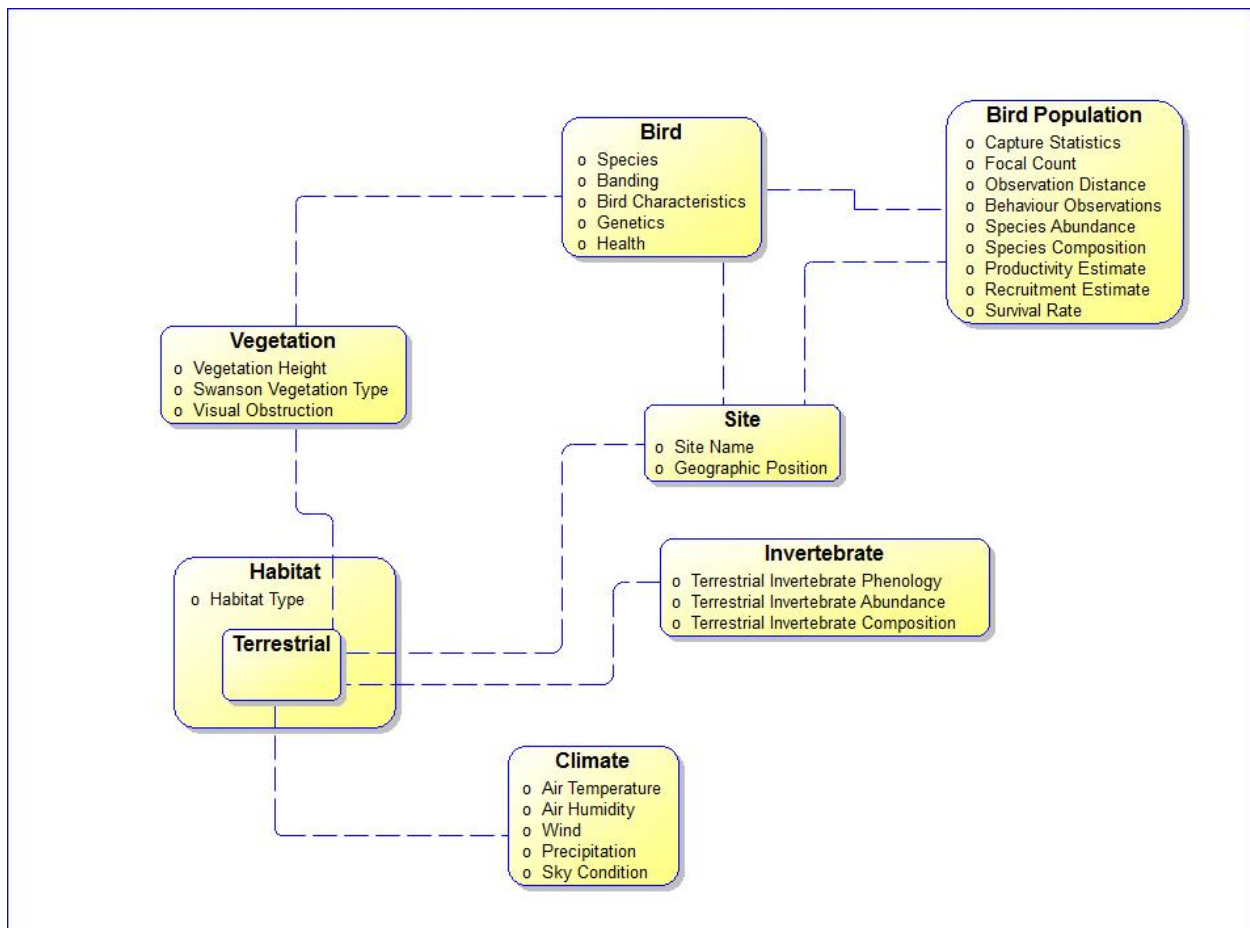 Bird
o Species
o Banding
o Bird Characteristics
o Genetics
o Health
Bird Population
o Capture Statistics
o Focal Count
o Observation Distance
o Behaviour Observations
o Species Abundance
o Species Composition
o Productivity Estimate
o Recruitment Estimate
o Survival Rate
Vegetation
o Vegetation Height
o Swanson Vegetation Type
o Visual Obstruction
Site
o Site Name
o Geographic Position
Habitat
o Habitat Type
Terrestrial
Invertebrate
o Terrestrial Invertebrate Phenology
o Terrestrial Invertebrate Abundance
o Terrestrial Invertebrate Composition
Climate
o Air Temperature
o Air Humidity
o Wind
o Precipitation
o Sky Condition